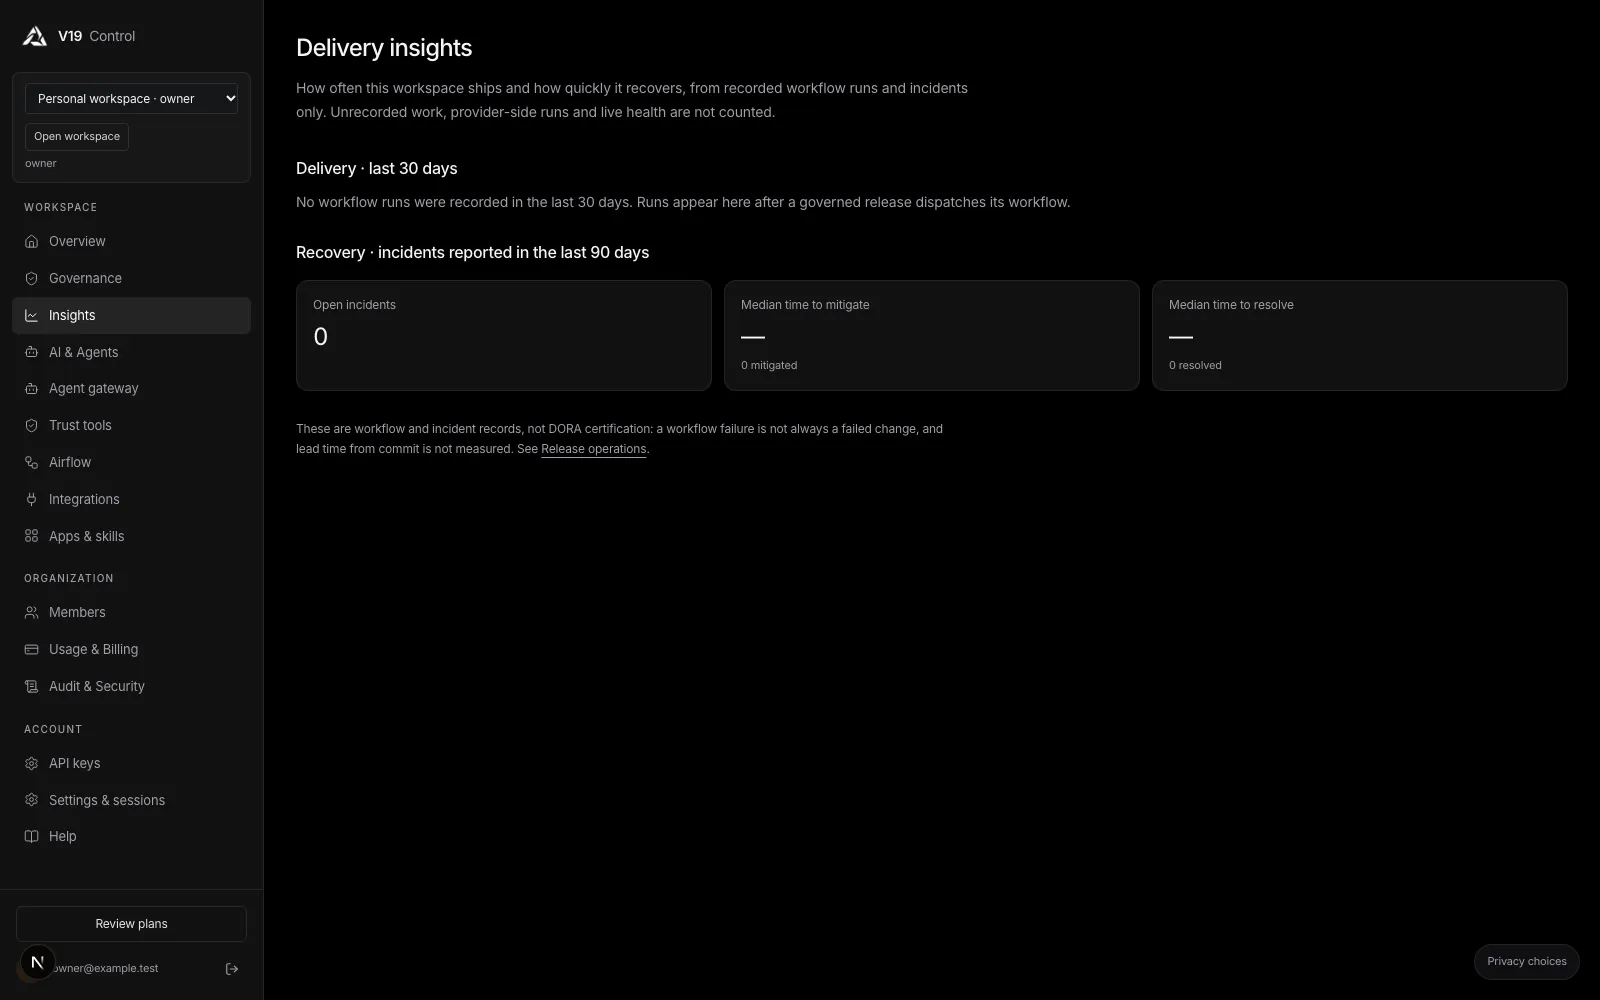 V19 Control
Personal workspace · owner
Open workspace
owner
WORKSPACE
Overview
Governance
Insights
AI & Agents
Agent gateway
Trust tools
Airflow
Integrations
Apps & skills
ORGANIZATION
Members
Usage & Billing
Audit & Security
ACCOUNT
API keys
Settings & sessions
Help
Review plans
N
owner@example.test
Delivery insights
How often this workspace ships and how quickly it recovers, from recorded workflow runs and incidents
only. Unrecorded work, provider-side runs and live health are not counted.
Delivery · last 30 days
No workflow runs were recorded in the last 30 days. Runs appear here after a governed release dispatches its workflow.
Recovery · incidents reported in the last 90 days
Open incidents
0
Median time to mitigate
—
0 mitigated
Median time to resolve
—
0 resolved
These are workflow and incident records, not DORA certification: a workflow failure is not always a failed change, and
lead time from commit is not measured. See Release operations.
Privacy choices